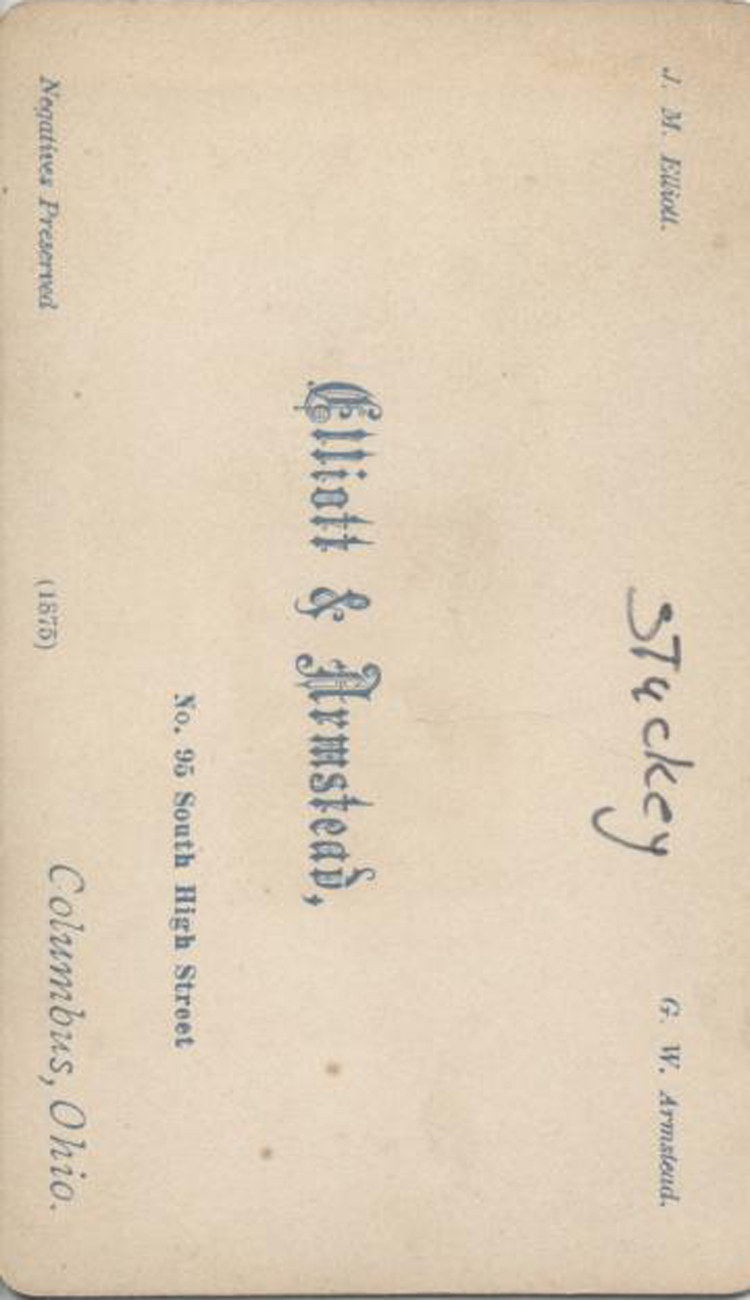 J. M. Elliott. G. W. Armstead.
Stuckey
Elliott & Armstead,
No. 95 South High Street
Negatives Preserved (1875) Columbus, Ohio.